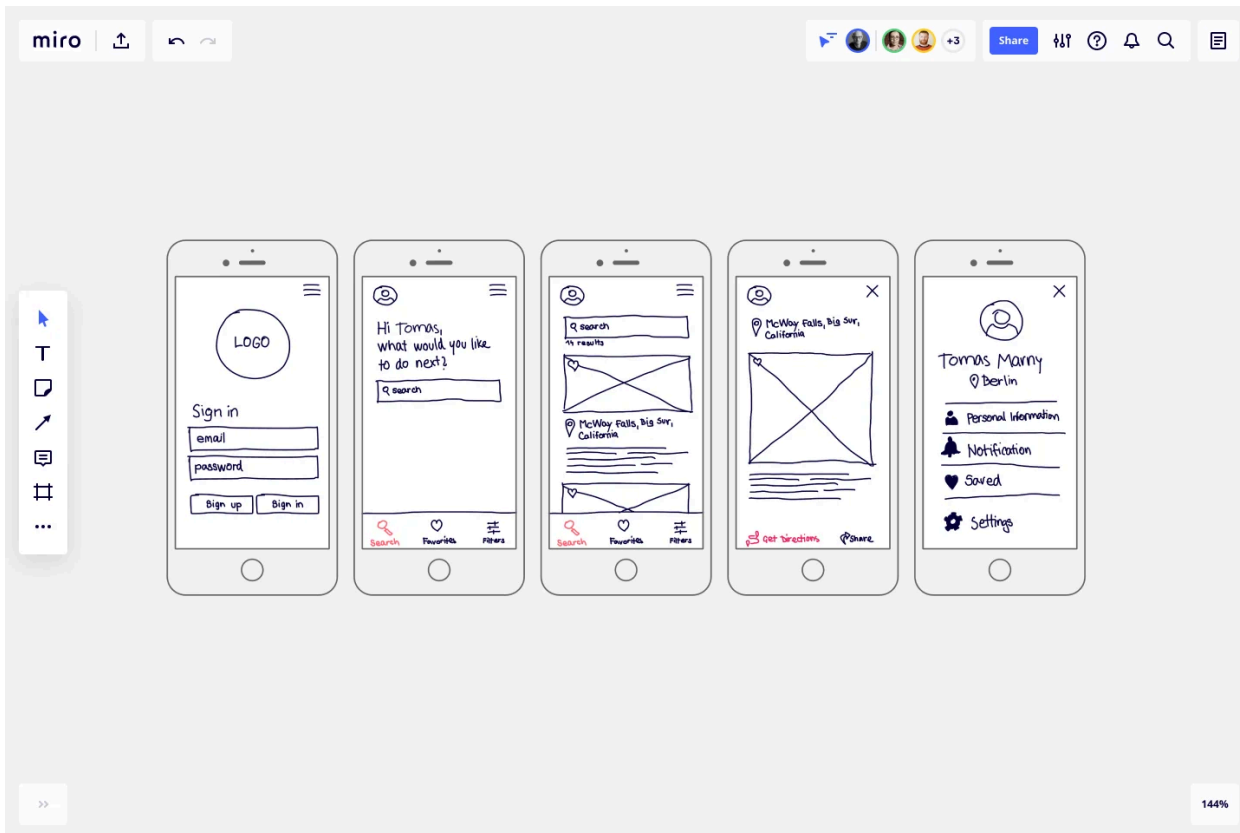 miro
+3
Share
LOGO
Sign in
email
password
Sign up
Sign in
Hi Tomas,
what would you like
to do next?
search
Search
Favorites
Filters
search
14 results
McWay Falls, Big Sur,
California
Search
Favorites
Filters
McWay Falls, Big Sur,
California
Get Directions
Share
Tomas Marny
Berlin
Personal Information
Notification
Saved
Settings
144%